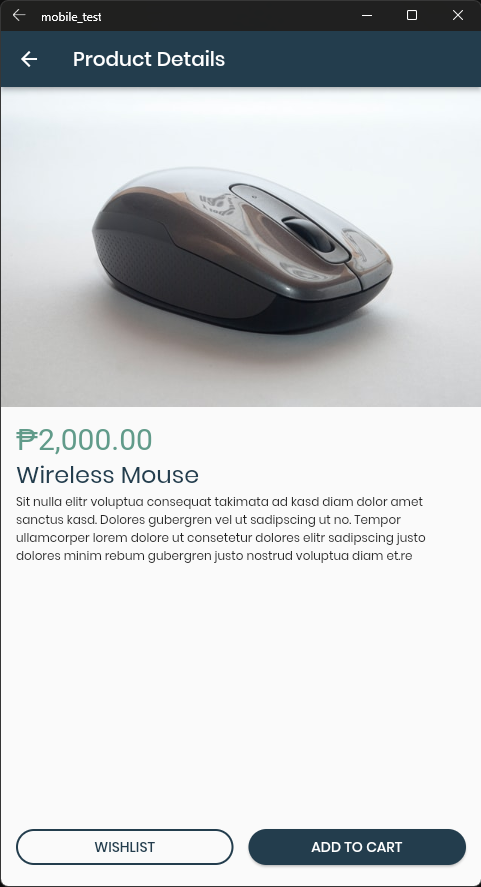 mobile_test
Product Details
₱2,000.00
Wireless Mouse
Sit nulla elitr voluptua consequat takimata ad kasd diam dolor amet
sanctus kasd. Dolores gubergren vel ut sadipscing ut no. Tempor
ullamcorper lorem dolore ut consetetur dolores elitr sadipscing justo
dolores minim rebum gubergren justo nostrud voluptua diam et.re
WISHLIST
ADD TO CART